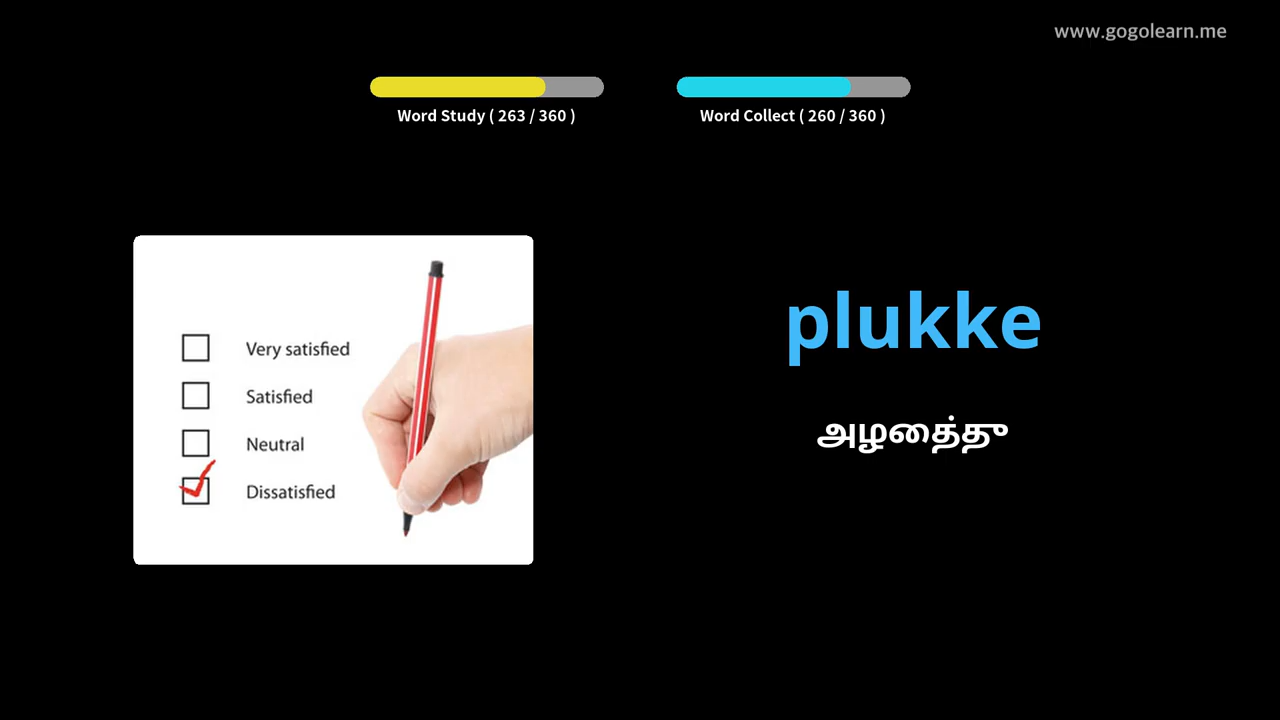 www.gogolearn.me
Word Study ( 263 / 360 )
Word Collect ( 260 / 360 )
Very satisfied
Satisfied
Neutral
Dissatisfied
plukke
அழைத்து